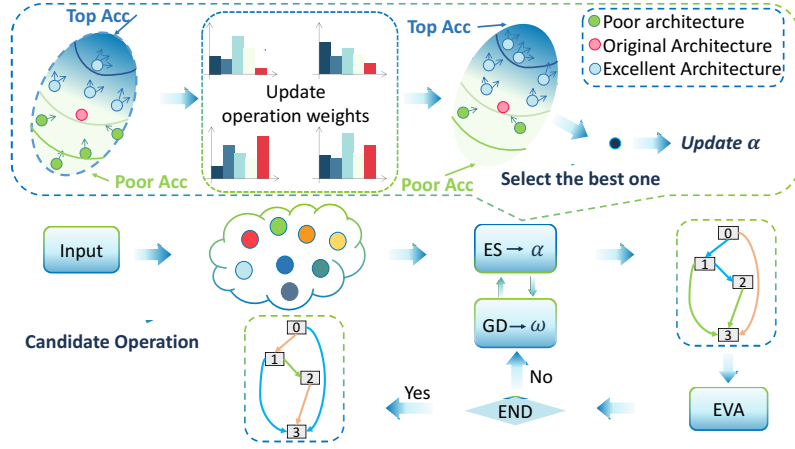 Top Acc
Top Acc
Poor architecture
Original Architecture
Excellent Architecture
Update
operation weights
Update α
Poor Acc
Poor Acc
Select the best one
Input
ES → α
GD → ω
0
1
2
3
Candidate Operation
0
1
2
3
No
Yes
END
EVA